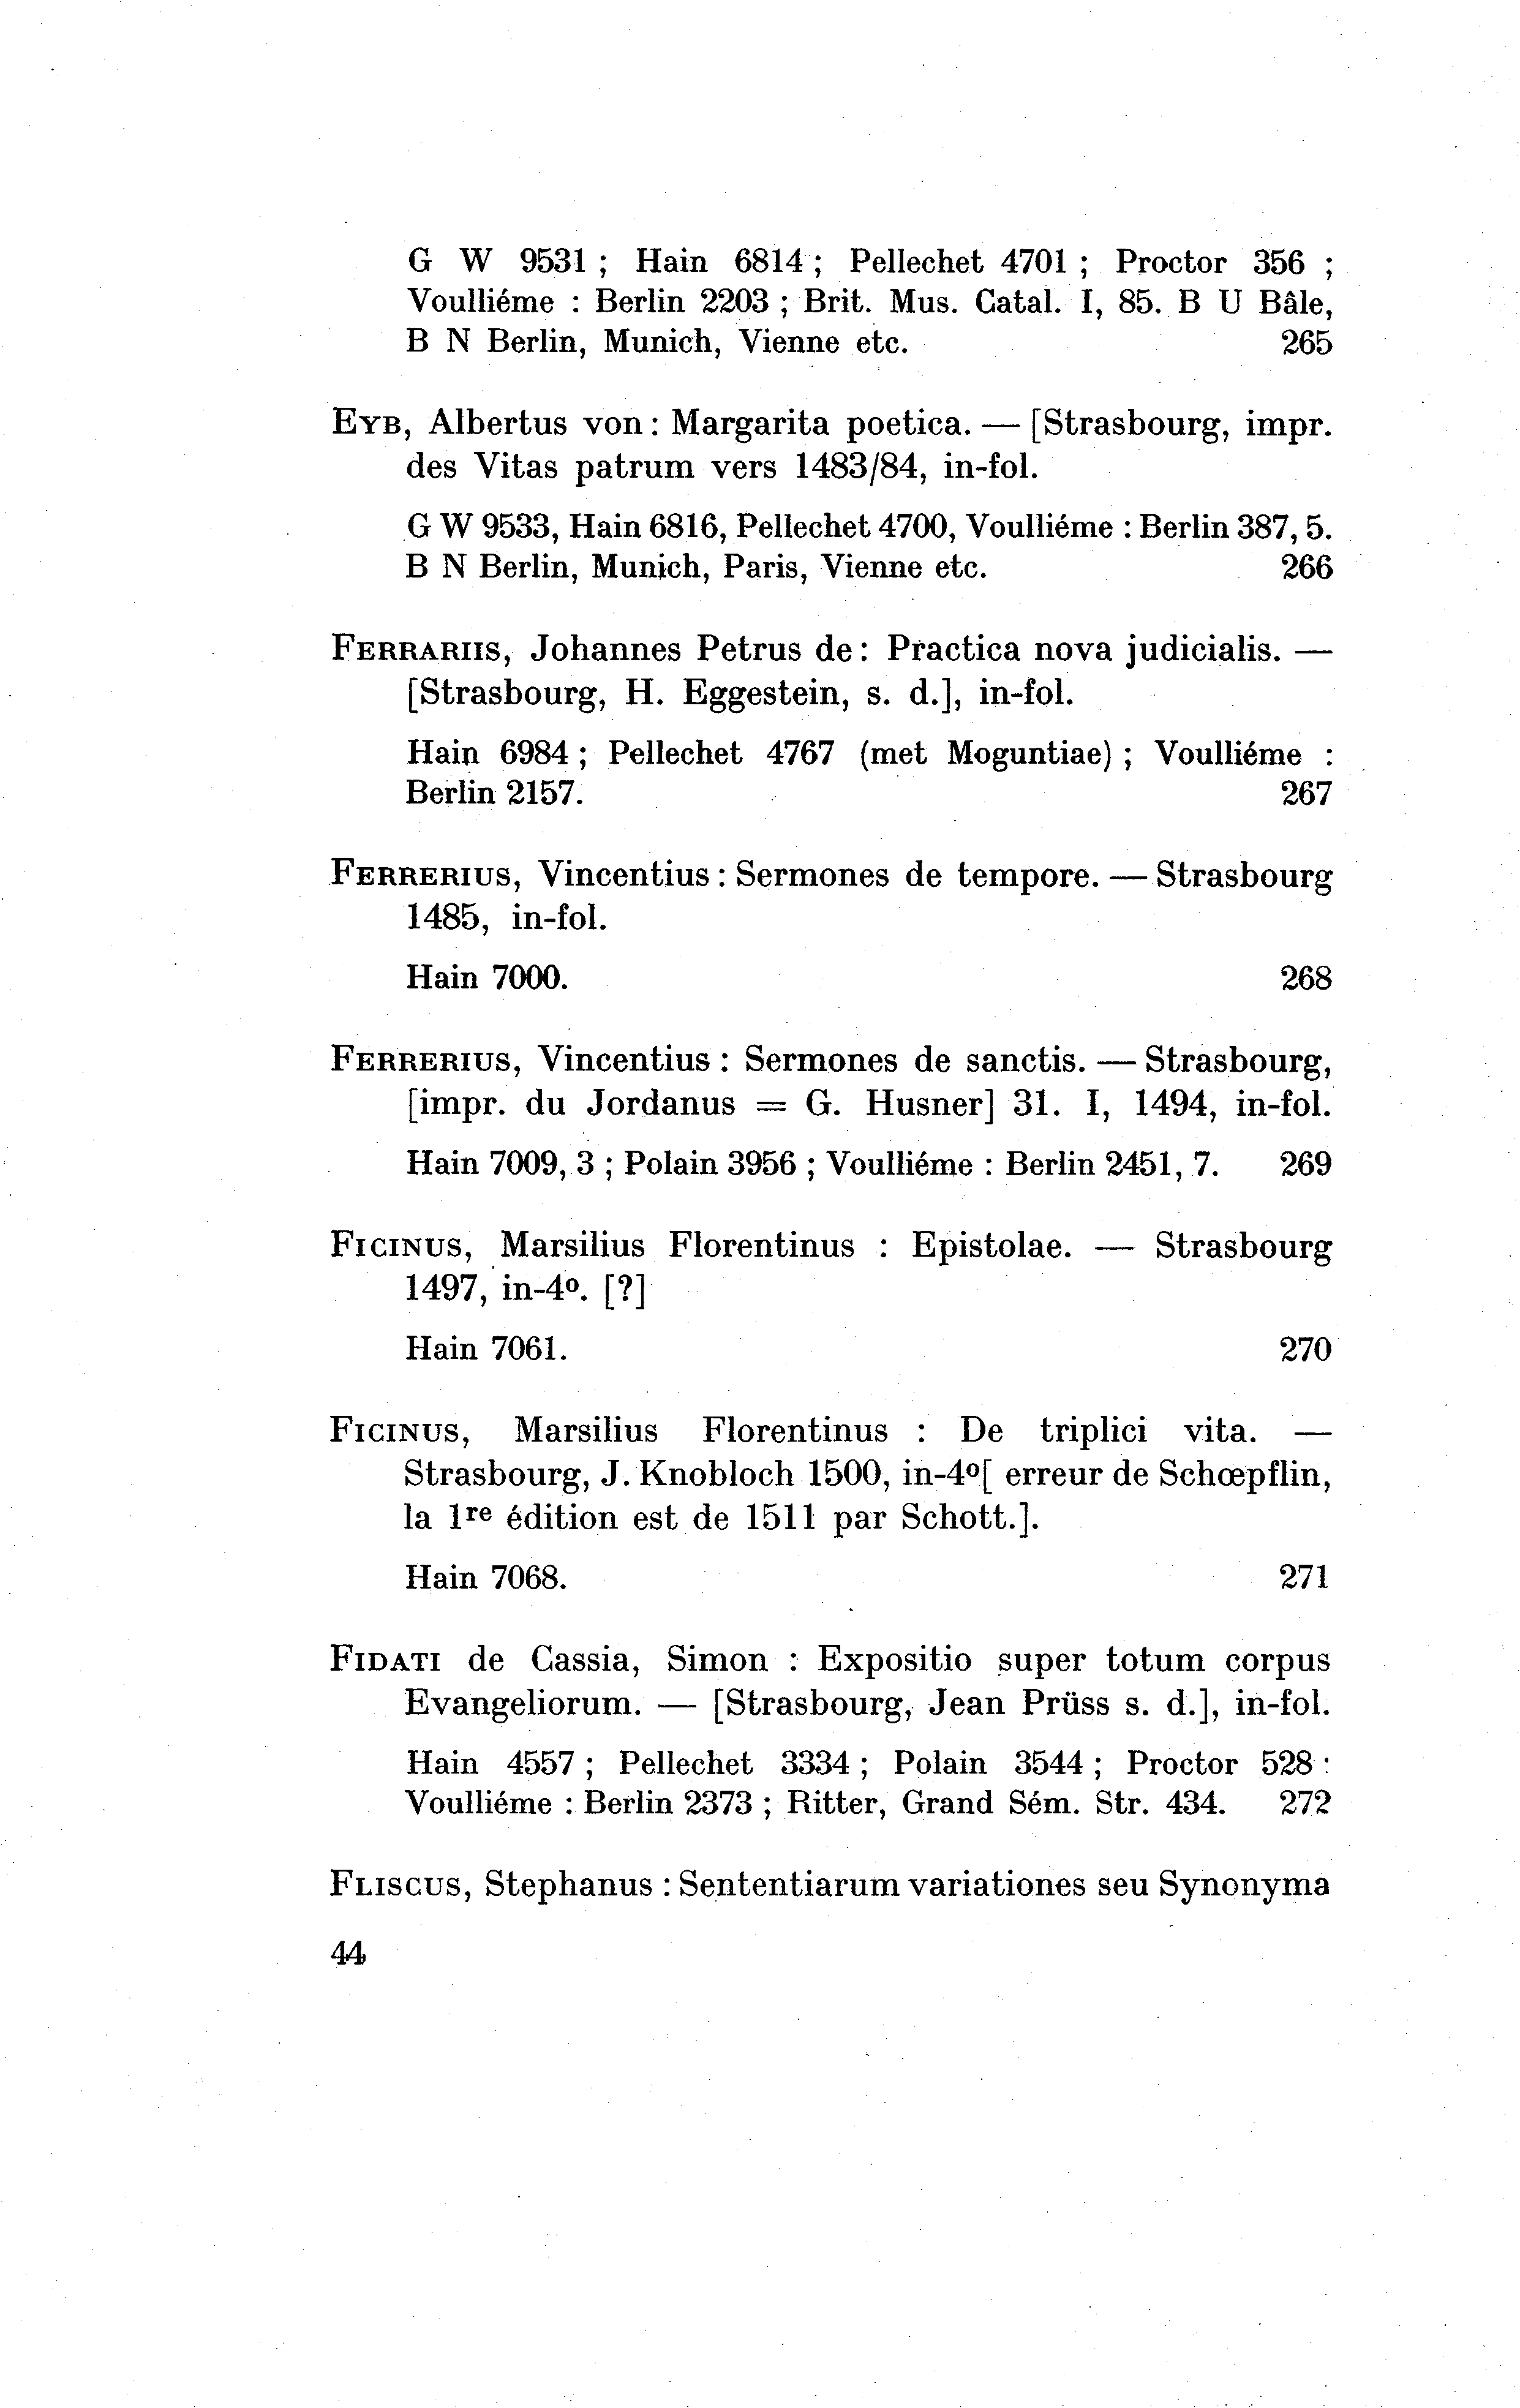 G W 9531 ; Hain 6814 ; Pellechet 4701 ; Proctor 356 ;
Voulliéme : Berlin 2203 ; Brit. Mus. Catal. I, 85. B U Bâle,
B N Berlin, Munich, Vienne etc. 265
EYB, Albertus von : Margarita poetica. — [Strasbourg, impr.
des Vitas patrum vers 1483/84, in-fol.
G W 9533, Hain 6816, Pellechet 4700, Voulliéme : Berlin 387, 5.
B N Berlin, Munich, Paris, Vienne etc. 266
FERRARIIS, Johannes Petrus de : Practica nova judicialis. —
[Strasbourg, H. Eggestein, s. d.], in-fol.
Hain 6984 ; Pellechet 4767 (met Moguntiae) ; Voulliéme :
Berlin 2157. 267
FERRERIUS, Vincentius : Sermones de tempore. — Strasbourg
1485, in-fol.
Hain 7000. 268
FERRERIUS, Vincentius : Sermones de sanctis. — Strasbourg,
[impr. du Jordanus = G. Husner] 31. I, 1494, in-fol.
Hain 7009, 3 ; Polain 3956 ; Voulliéme : Berlin 2451, 7. 269
FICINUS, Marsilius Florentinus : Epistolae. — Strasbourg
1497, in-4º. [?]
Hain 7061. 270
FICINUS, Marsilius Florentinus : De triplici vita. —
Strasbourg, J. Knobloch 1500, in-4º[ erreur de Schœpflin,
la 1re édition est de 1511 par Schott.].
Hain 7068. 271
FIDATI de Cassia, Simon : Expositio super totum corpus
Evangeliorum. — [Strasbourg, Jean Prüss s. d.], in-fol.
Hain 4557 ; Pellechet 3334 ; Polain 3544 ; Proctor 528 :
Voulliéme : Berlin 2373 ; Ritter, Grand Sém. Str. 434. 272
FLISCUS, Stephanus : Sententiarum variationes seu Synonyma
44